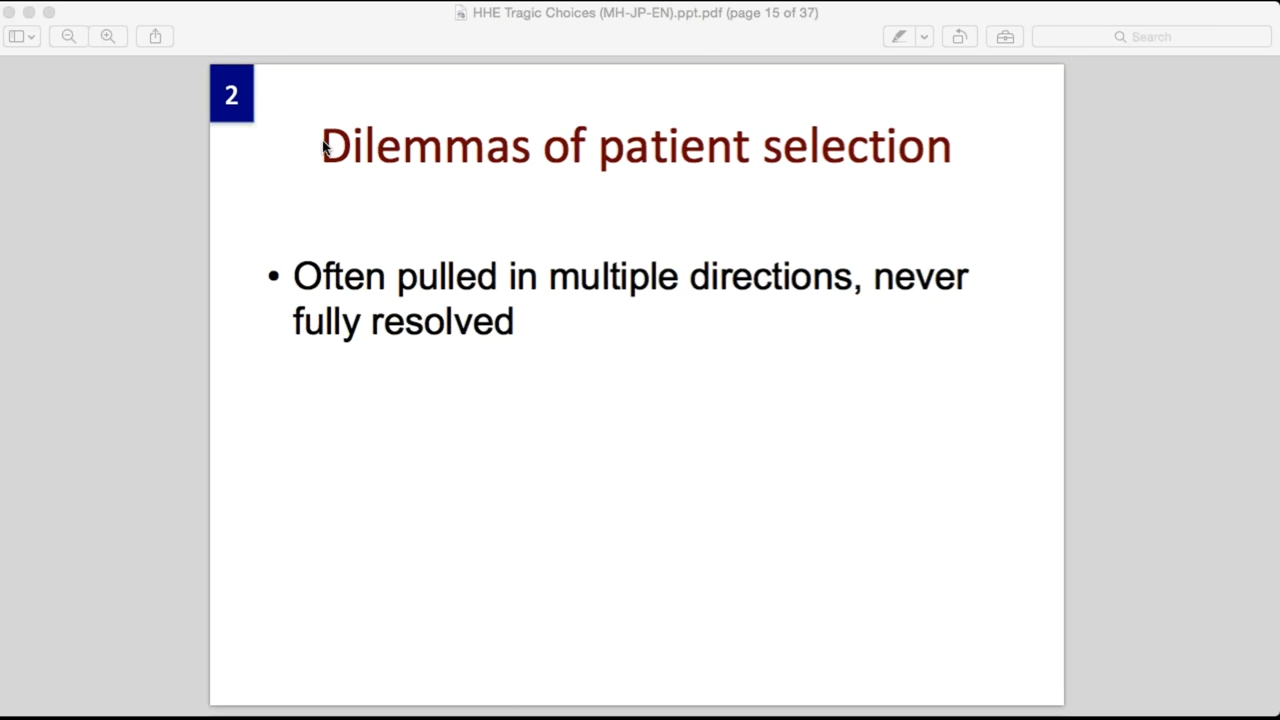 HHE Tragic Choices (MH-JP-EN).ppt.pdf (page 15 of 37)
Search
2
Dilemmas of patient selection
• Often pulled in multiple directions, never
fully resolved